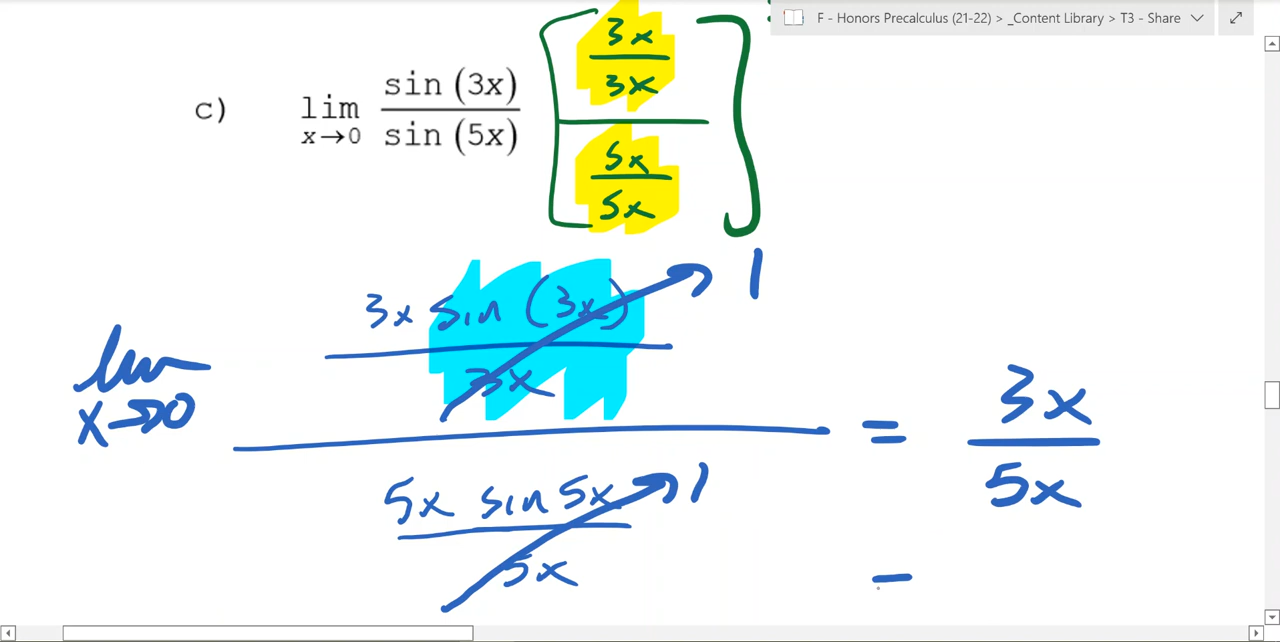 F - Honors Precalculus (21-22) > _Content Library > T3 - Share
c) lim x→0 sin (3x) / sin (5x) [ 3x / 3x / 5x / 5x ]
3x sin (3x) 1
3x
lim x→0 = 3x / 5x
5x sin 5x 1
5x
=